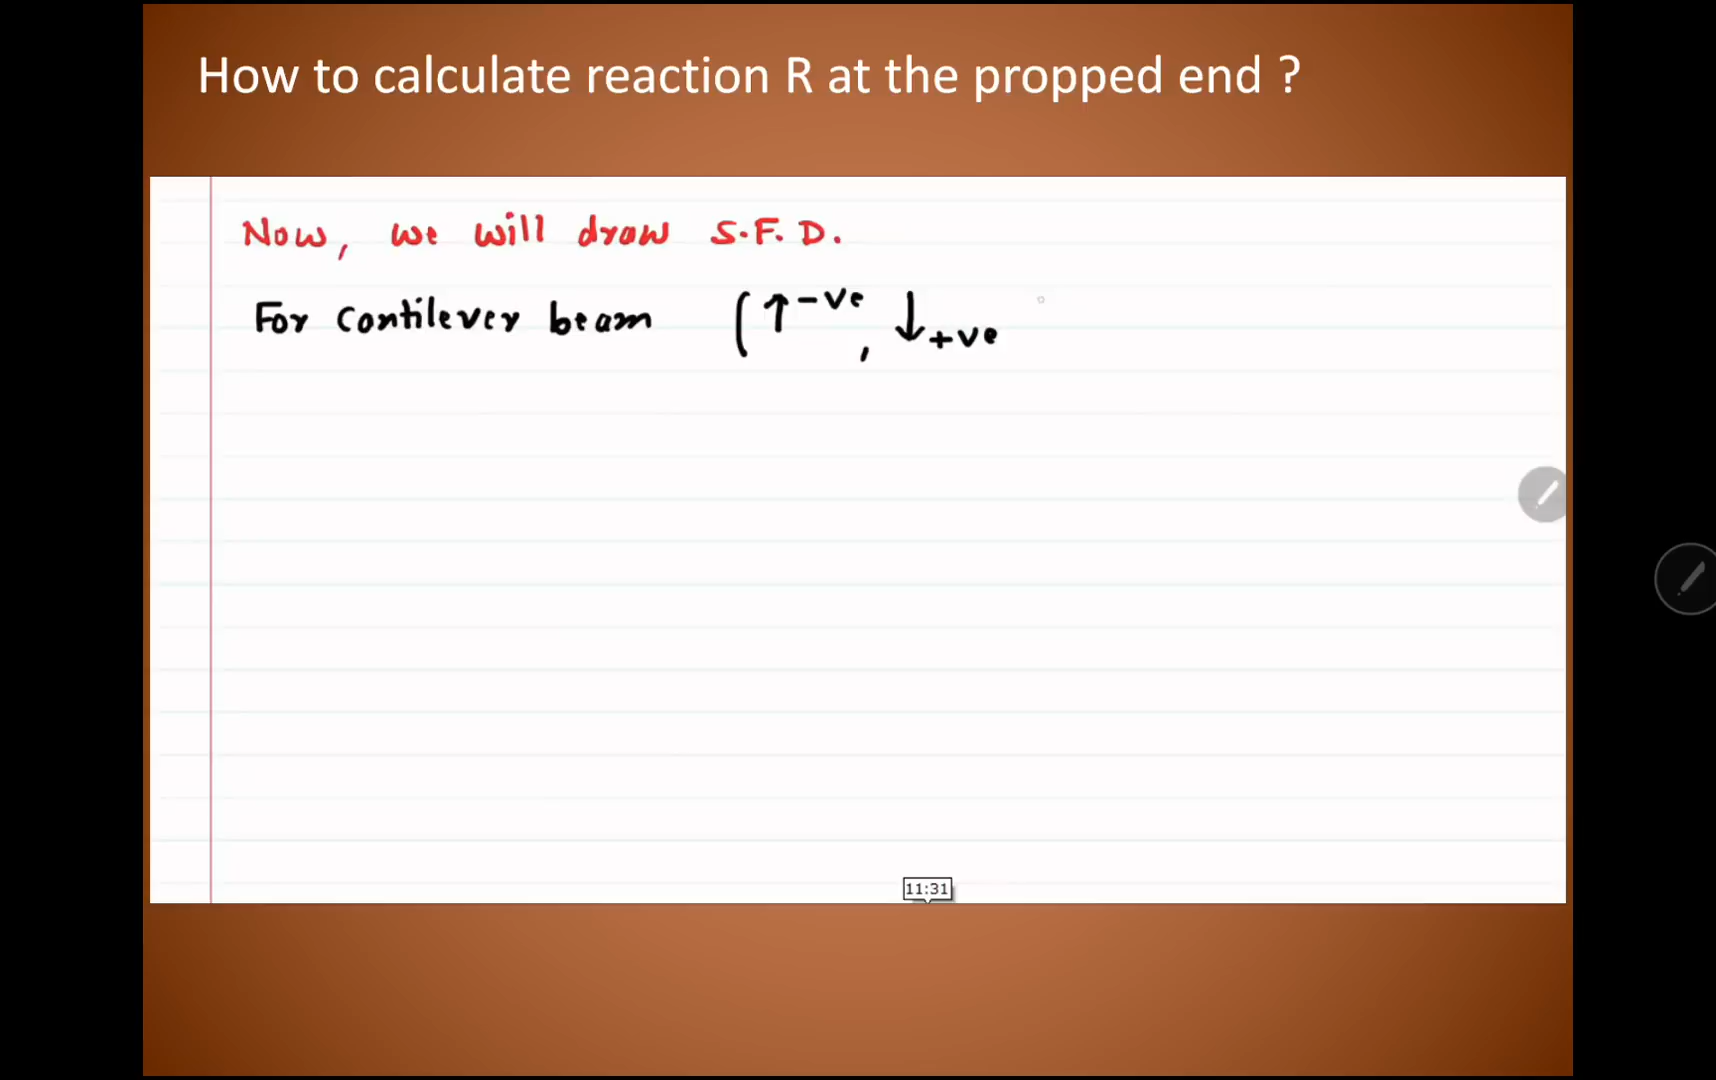 How to calculate reaction R at the propped end ?
Now, we will draw S.F.D.
For cantilever beam (↑-ve, ↓+ve
11:31